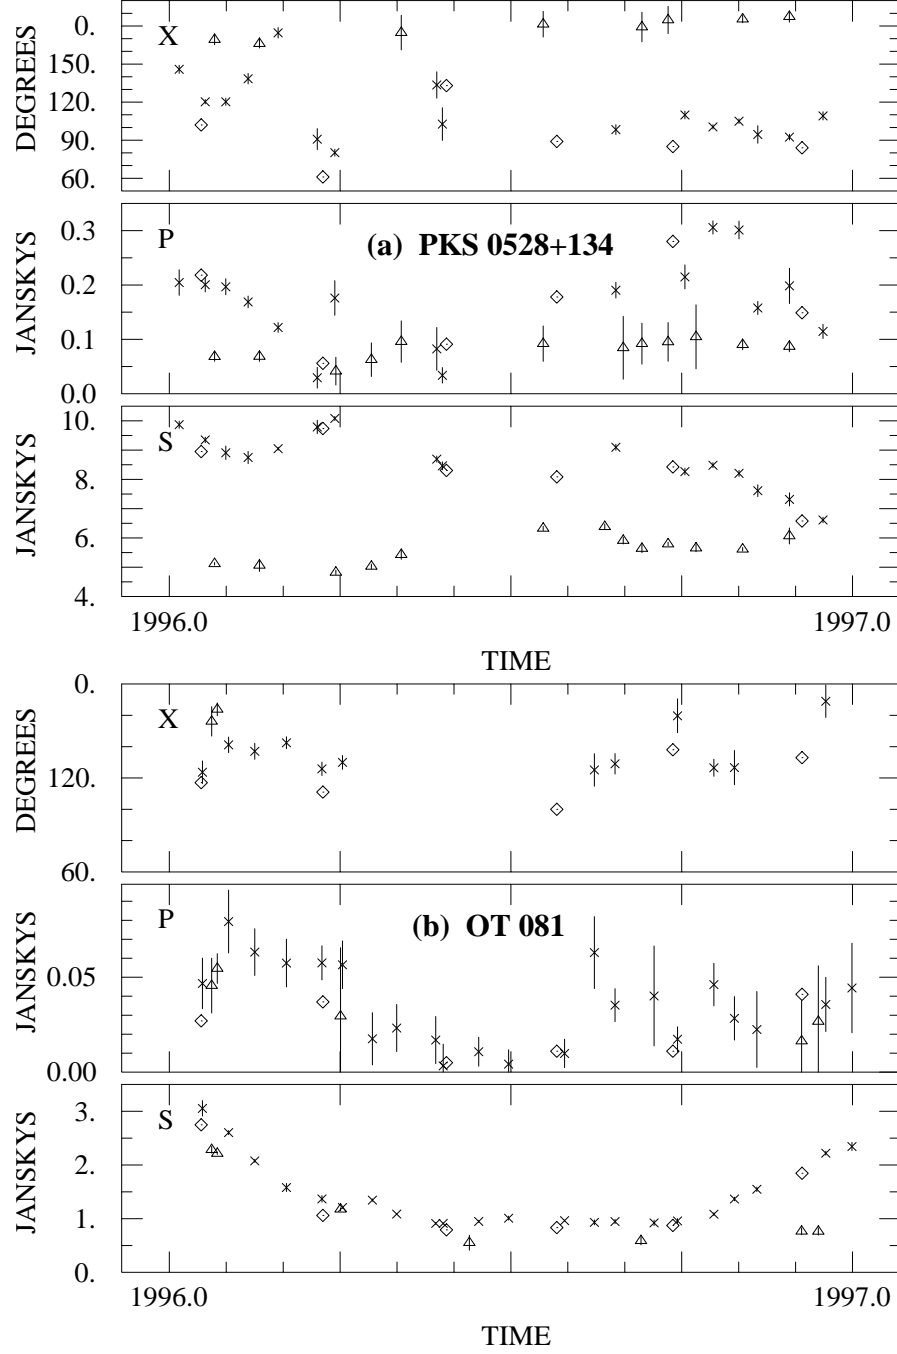 X
DEGREES
0.
150.
120.
90.
60.
P
(a) PKS 0528+134
JANSKYS
0.3
0.2
0.1
0.0
S
JANSKYS
10.
8.
6.
4.
1996.0 1997.0
TIME
X
DEGREES
0.
120.
60.
P
(b) OT 081
JANSKYS
0.05
0.00
S
JANSKYS
3.
2.
1.
0.
1996.0 1997.0
TIME